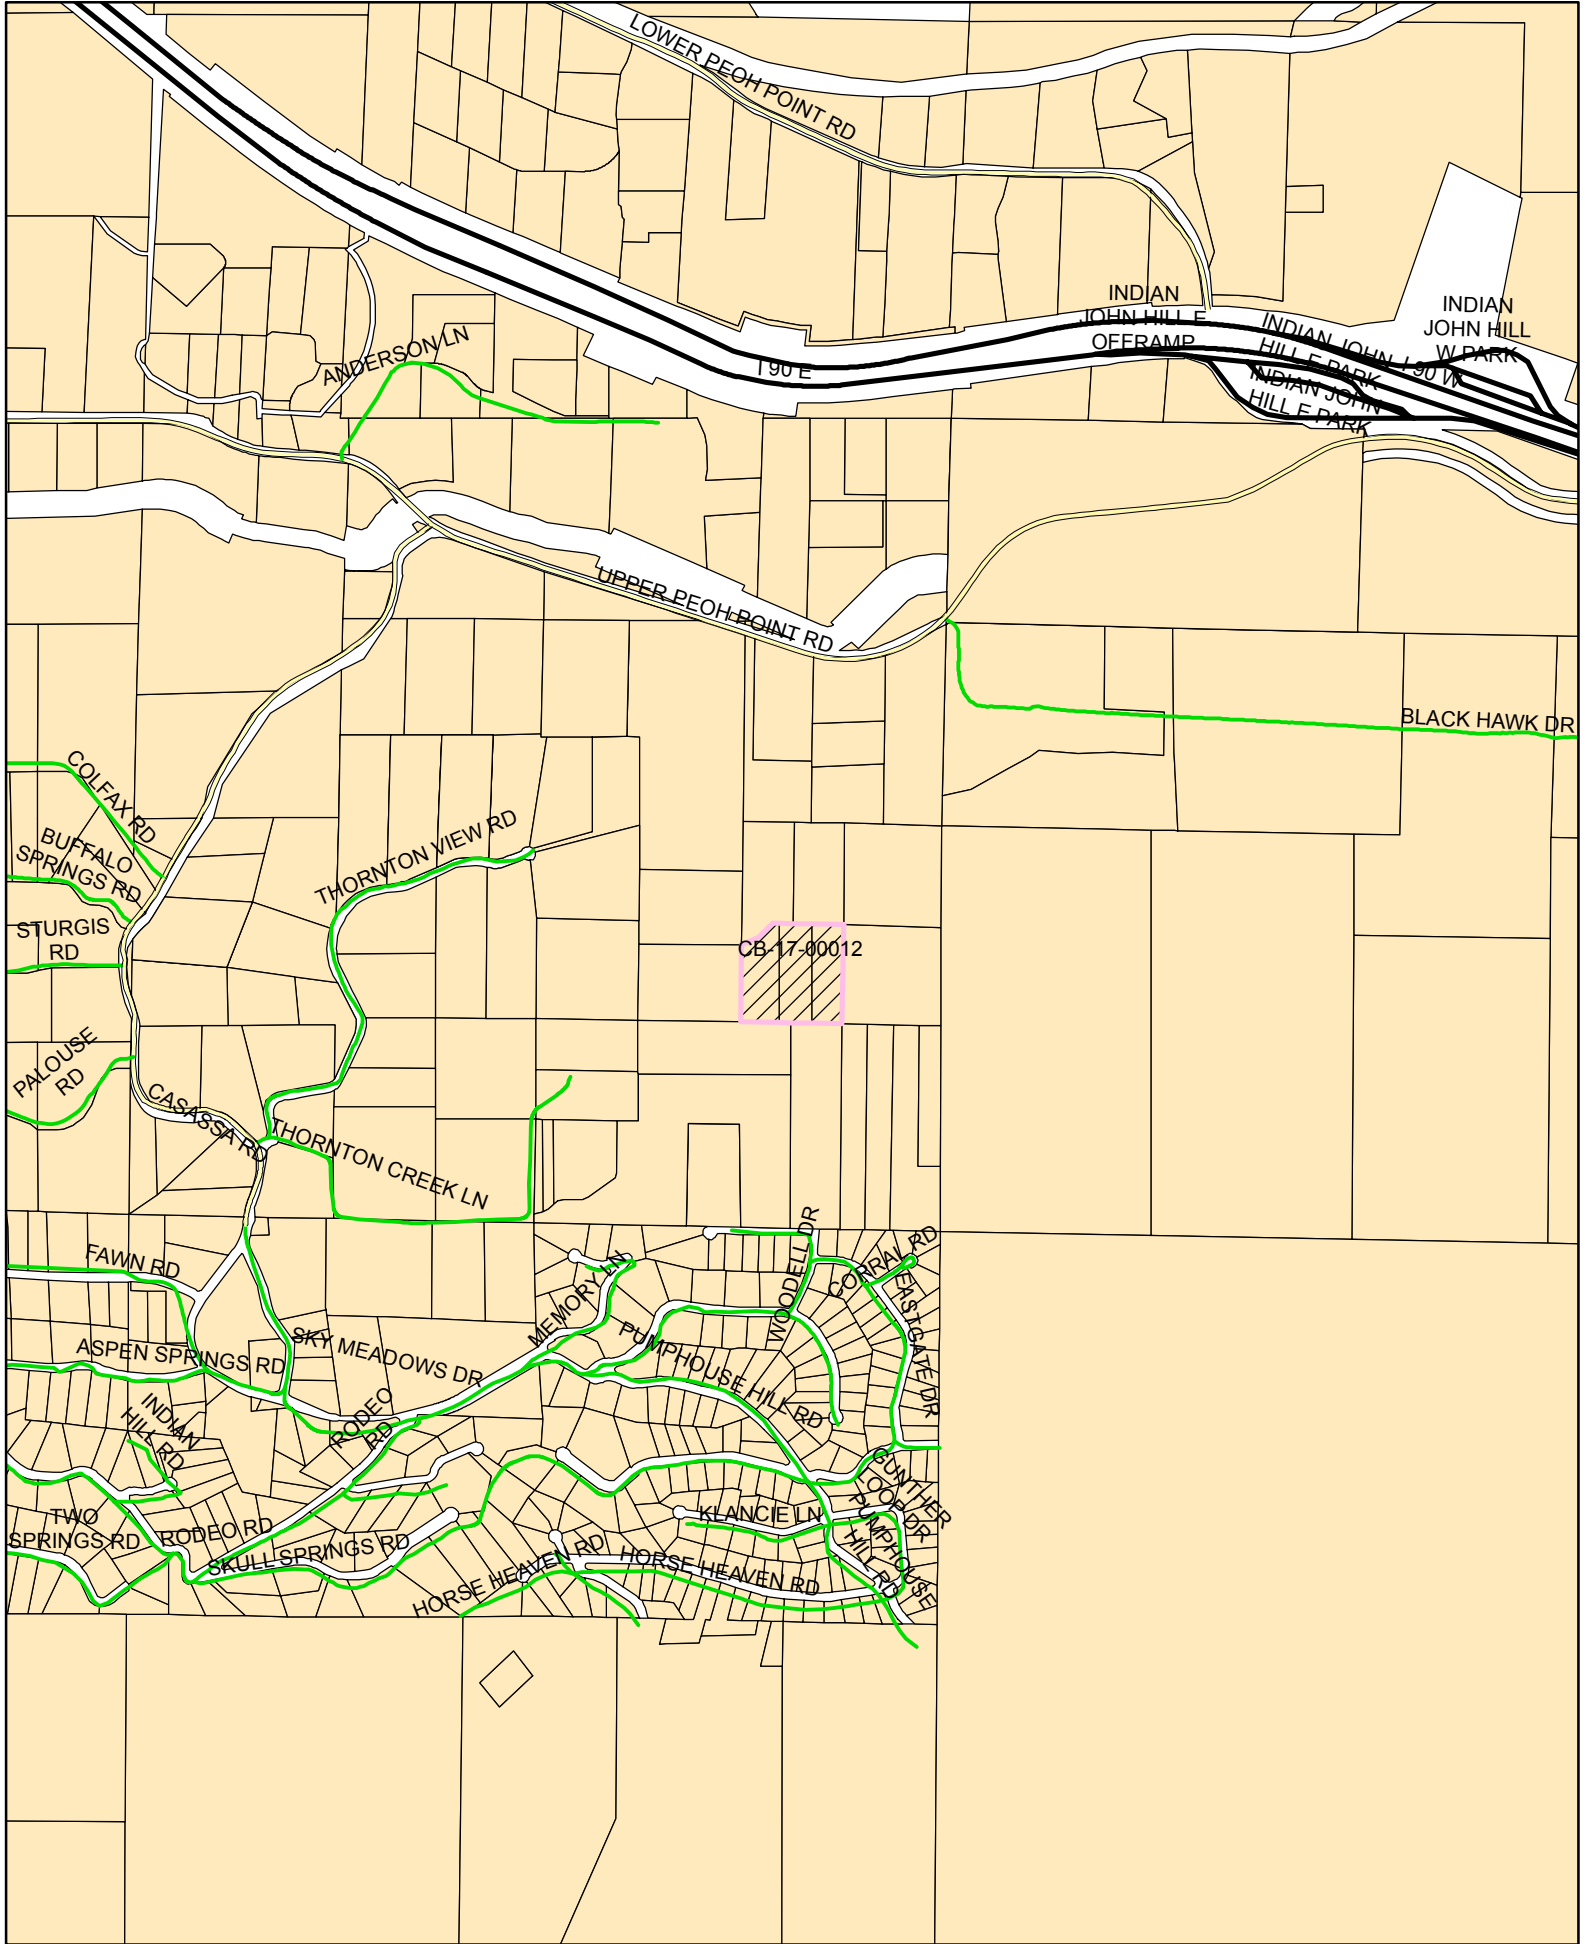 LOWER PEOH POINT RD
INDIAN
JOHN HILL E
OFFRAMP
INDIAN JOHN
HILL E PARK
INDIAN
JOHN HILL
W PARK
I 90 W
INDIAN JOHN
HILL E PARK
I 90 E
ANDERSON LN
UPPER PEOH POINT RD
BLACK HAWK DR
COLFAX RD
BUFFALO
SPRINGS RD
THORNTON VIEW RD
STURGIS
RD
CB-17-00012
PALOUSE
RD
CASASSA RD
THORNTON CREEK LN
FAWN RD
MEMORY LN
WOODELL DR
CORRAL RD
EASTGATE DR
ASPEN SPRINGS RD
SKY MEADOWS DR
PUMPHOUSE HILL RD
INDIAN
HILL RD
RODEO
RD
GUNTHER
LOOP DR
TWO
SPRINGS RD
RODEO RD
SKULL SPRINGS RD
KLANCIE LN
PUMPHOUSE
HILL RD
HORSE HEAVEN RD
HORSE HEAVEN RD